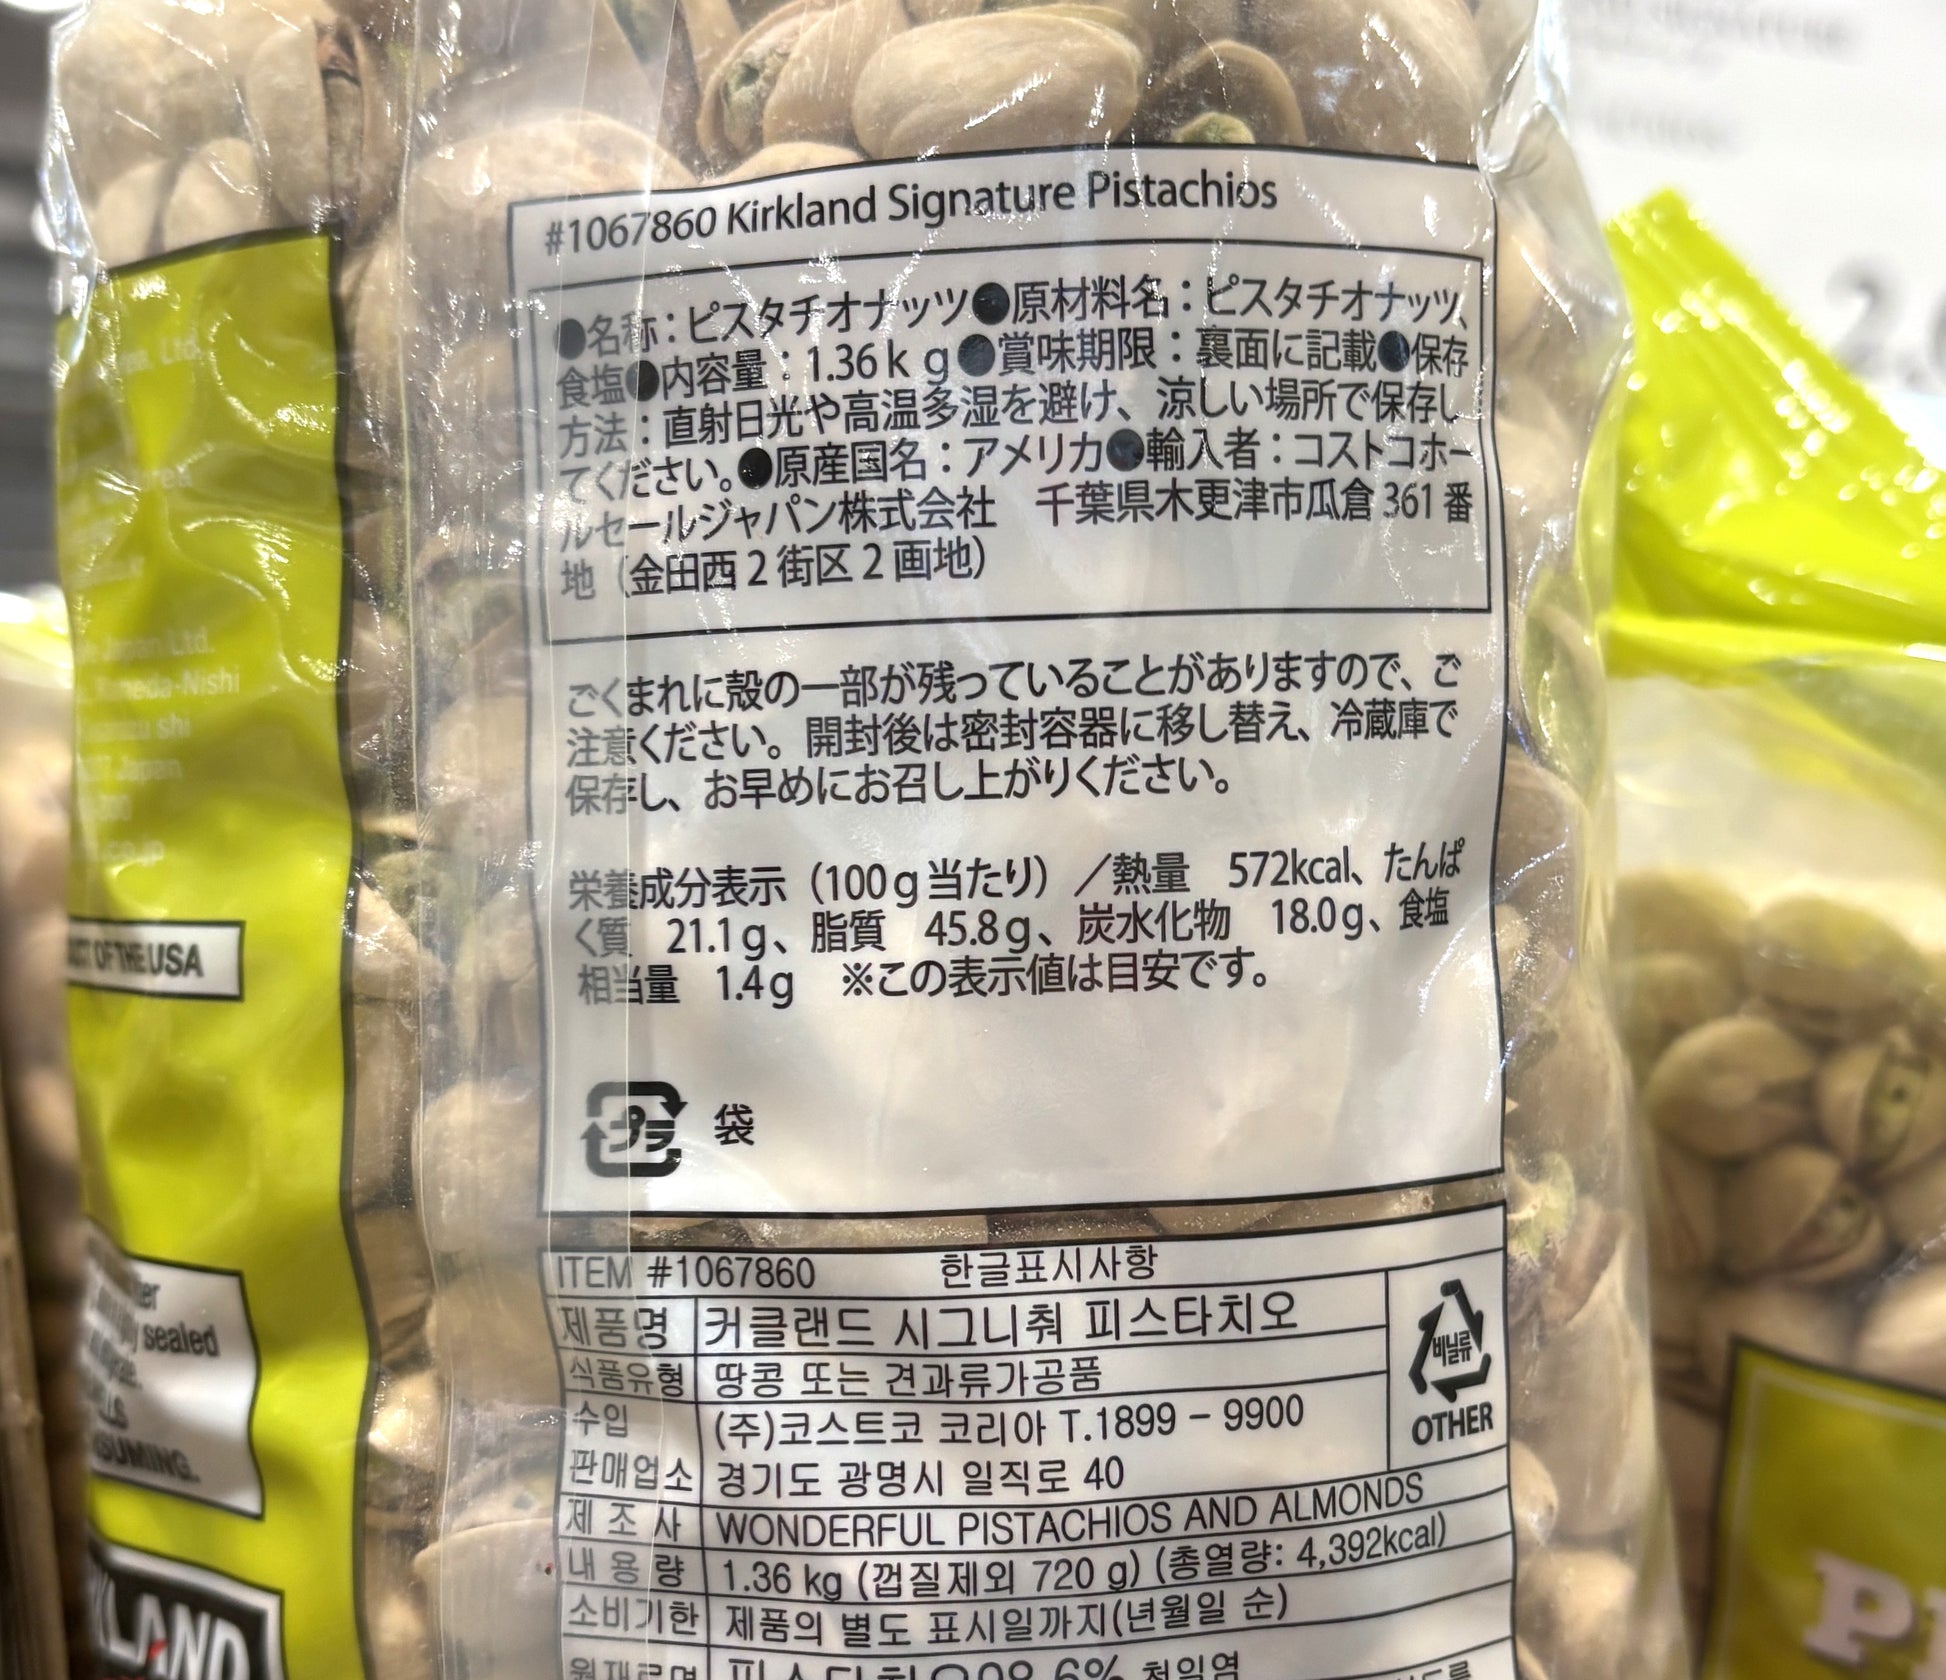 #1067860 Kirkland Signature Pistachios
●名称：ピスタチオナッツ●原材料名：ピスタチオナッツ、
食塩●内容量：1.36ｋｇ●賞味期限：裏面に記載●保存
方法：直射日光や高温多湿を避け、涼しい場所で保存し
てください。●原産国名：アメリカ●輸入者：コストコホー
ルセールジャパン株式会社　千葉県木更津市瓜倉 361 番
地（金田西２街区２画地）
ごくまれに殻の一部が残っていることがありますので、ご
注意ください。開封後は密封容器に移し替え、冷蔵庫で
保存し、お早めにお召し上がりください。
栄養成分表示（100ｇ当たり）／熱量　572kcal、たんぱ
く質　21.1ｇ、脂質　45.8ｇ、炭水化物　18.0ｇ、食塩
相当量　1.4ｇ　※この表示値は目安です。
プラ 袋
ITEM #1067860 한글표시사항
제품명 커클랜드 시그니춰 피스타치오
식품유형 땅콩 또는 견과류가공품
수입 (주)코스트코 코리아 T.1899 - 9900
판매업소 경기도 광명시 일직로 40
비닐류
OTHER
제 조 사 WONDERFUL PISTACHIOS AND ALMONDS
내 용 량 1.36 kg (껍질제외 720 g) (총열량: 4,392kcal)
소비기한 제품의 별도 표시일까지(년월일 순)
Ltd.
Japan Ltd.
Kaneda-Nishi
shi
Japan
OF THE USA
sealed